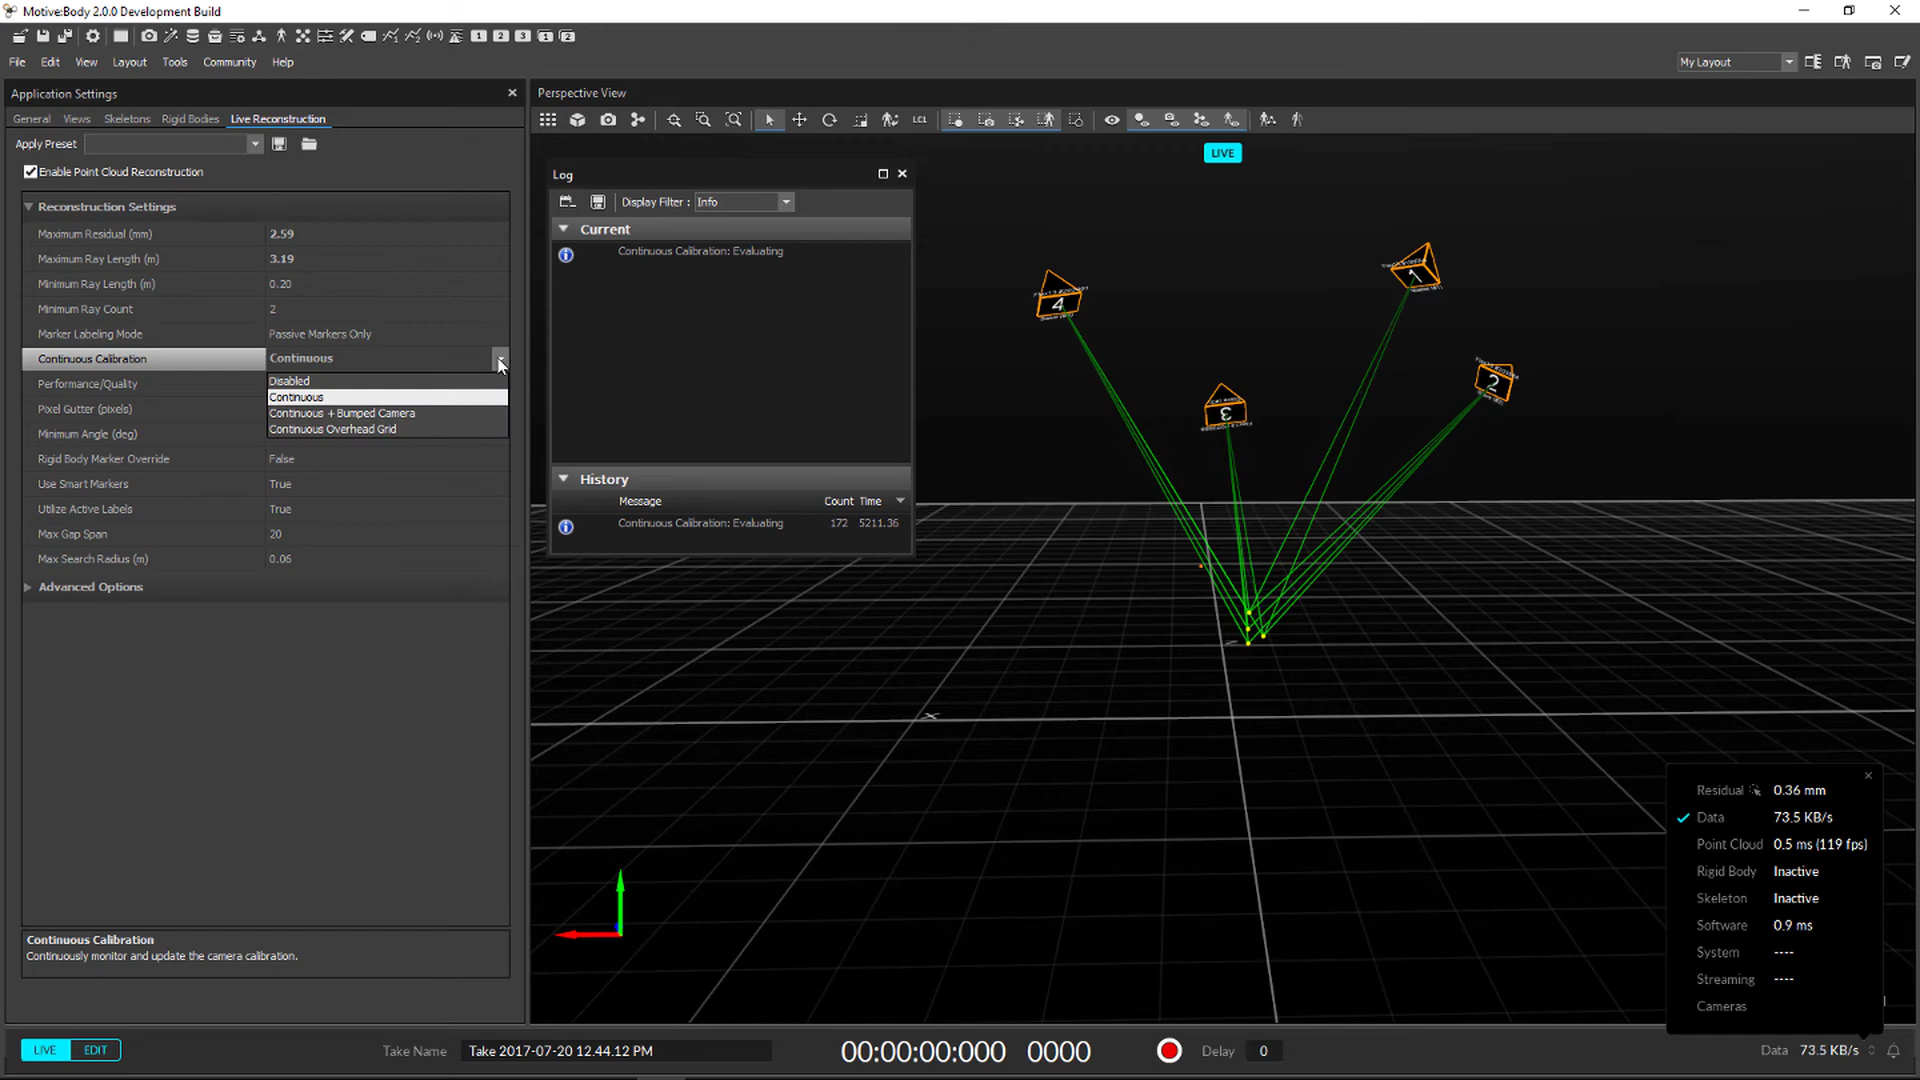 Motive:Body 2.0.0 Development Build
1 2 3 1 2
File Edit View Layout Tools Community Help
My Layout
Application Settings
General Views Skeletons Rigid Bodies Live Reconstruction
Apply Preset
Enable Point Cloud Reconstruction
Reconstruction Settings
Maximum Residual (mm) 2.59
Maximum Ray Length (m) 3.19
Minimum Ray Length (m) 0.20
Minimum Ray Count 2
Marker Labeling Mode Passive Markers Only
Continuous Calibration Continuous
Disabled
Continuous
Continuous + Bumped Camera
Continuous Overhead Grid
Performance/Quality
Pixel Gutter (pixels)
Minimum Angle (deg)
Rigid Body Marker Override False
Use Smart Markers True
Utilize Active Labels True
Max Gap Span 20
Max Search Radius (m) 0.06
Advanced Options
Continuous Calibration
Continuously monitor and update the camera calibration.
Perspective View
LCL
LIVE
Log
Display Filter : Info
Current
Continuous Calibration: Evaluating
History
Message Count Time
Continuous Calibration: Evaluating 172 5211.36
4
1
3
2
Residual 0.36 mm
Data 73.5 KB/s
Point Cloud 0.5 ms (119 fps)
Rigid Body Inactive
Skeleton Inactive
Software 0.9 ms
System ----
Streaming ----
Cameras
LIVE EDIT
Take Name Take 2017-07-20 12.44.12 PM
00:00:00:000 0000
Delay 0
Data 73.5 KB/s